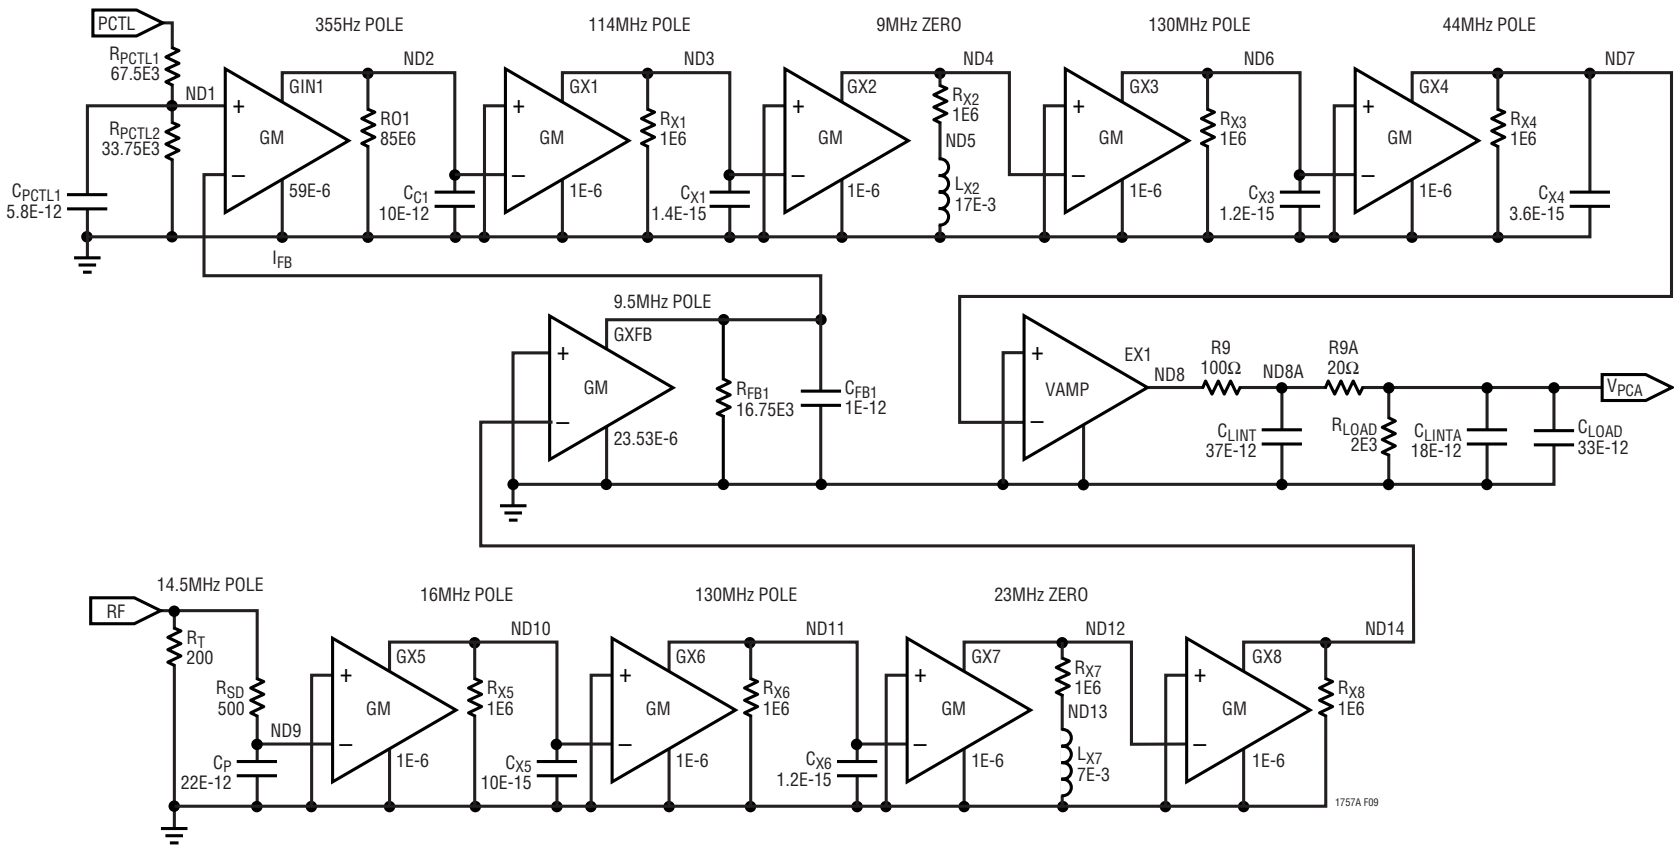 PCTL
355Hz POLE
114MHz POLE
9MHz ZERO
130MHz POLE
44MHz POLE
RPCTL1
67.5E3
ND1
RPCTL2
33.75E3
CPCTL1
5.8E-12
+
GIN1
GM
–
59E-6
ND2
RO1
85E6
CC1
10E-12
+
GX1
GM
–
1E-6
ND3
RX1
1E6
CX1
1.4E-15
+
GX2
GM
–
1E-6
ND4
RX2
1E6
ND5
LX2
17E-3
+
GX3
GM
–
1E-6
ND6
RX3
1E6
CX3
1.2E-15
+
GX4
GM
–
1E-6
ND7
RX4
1E6
CX4
3.6E-15
IFB
9.5MHz POLE
+
GXFB
GM
–
23.53E-6
RFB1
16.75E3
CFB1
1E-12
+
VAMP
–
EX1
ND8
R9
100Ω
ND8A
R9A
20Ω
CLINT
37E-12
RLOAD
2E3
CLINTA
18E-12
CLOAD
33E-12
VPCA
14.5MHz POLE
16MHz POLE
130MHz POLE
23MHz ZERO
RF
RT
200
RSD
500
ND9
CP
22E-12
+
GX5
GM
–
1E-6
ND10
RX5
1E6
CX5
10E-15
+
GX6
GM
–
1E-6
ND11
RX6
1E6
CX6
1.2E-15
+
GX7
GM
–
1E-6
ND12
RX7
1E6
ND13
LX7
7E-3
+
GX8
GM
–
1E-6
ND14
RX8
1E6
1757A F09